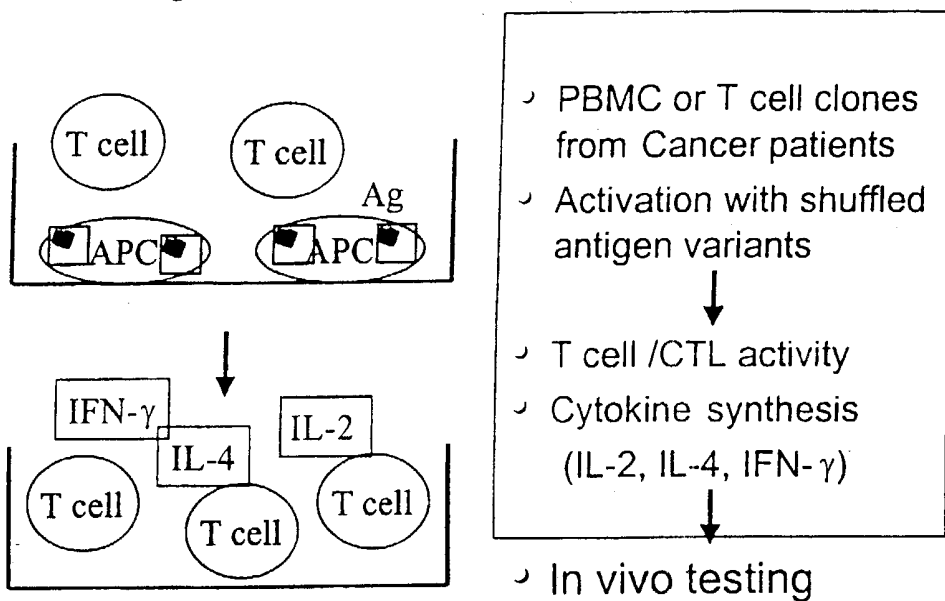 T cell
T cell
Ag
APC
APC
IFN-γ
IL-4
IL-2
T cell
T cell
T cell
PBMC or T cell clones
from Cancer patients
Activation with shuffled
antigen variants
T cell /CTL activity
Cytokine synthesis
(IL-2, IL-4, IFN- γ)
In vivo testing